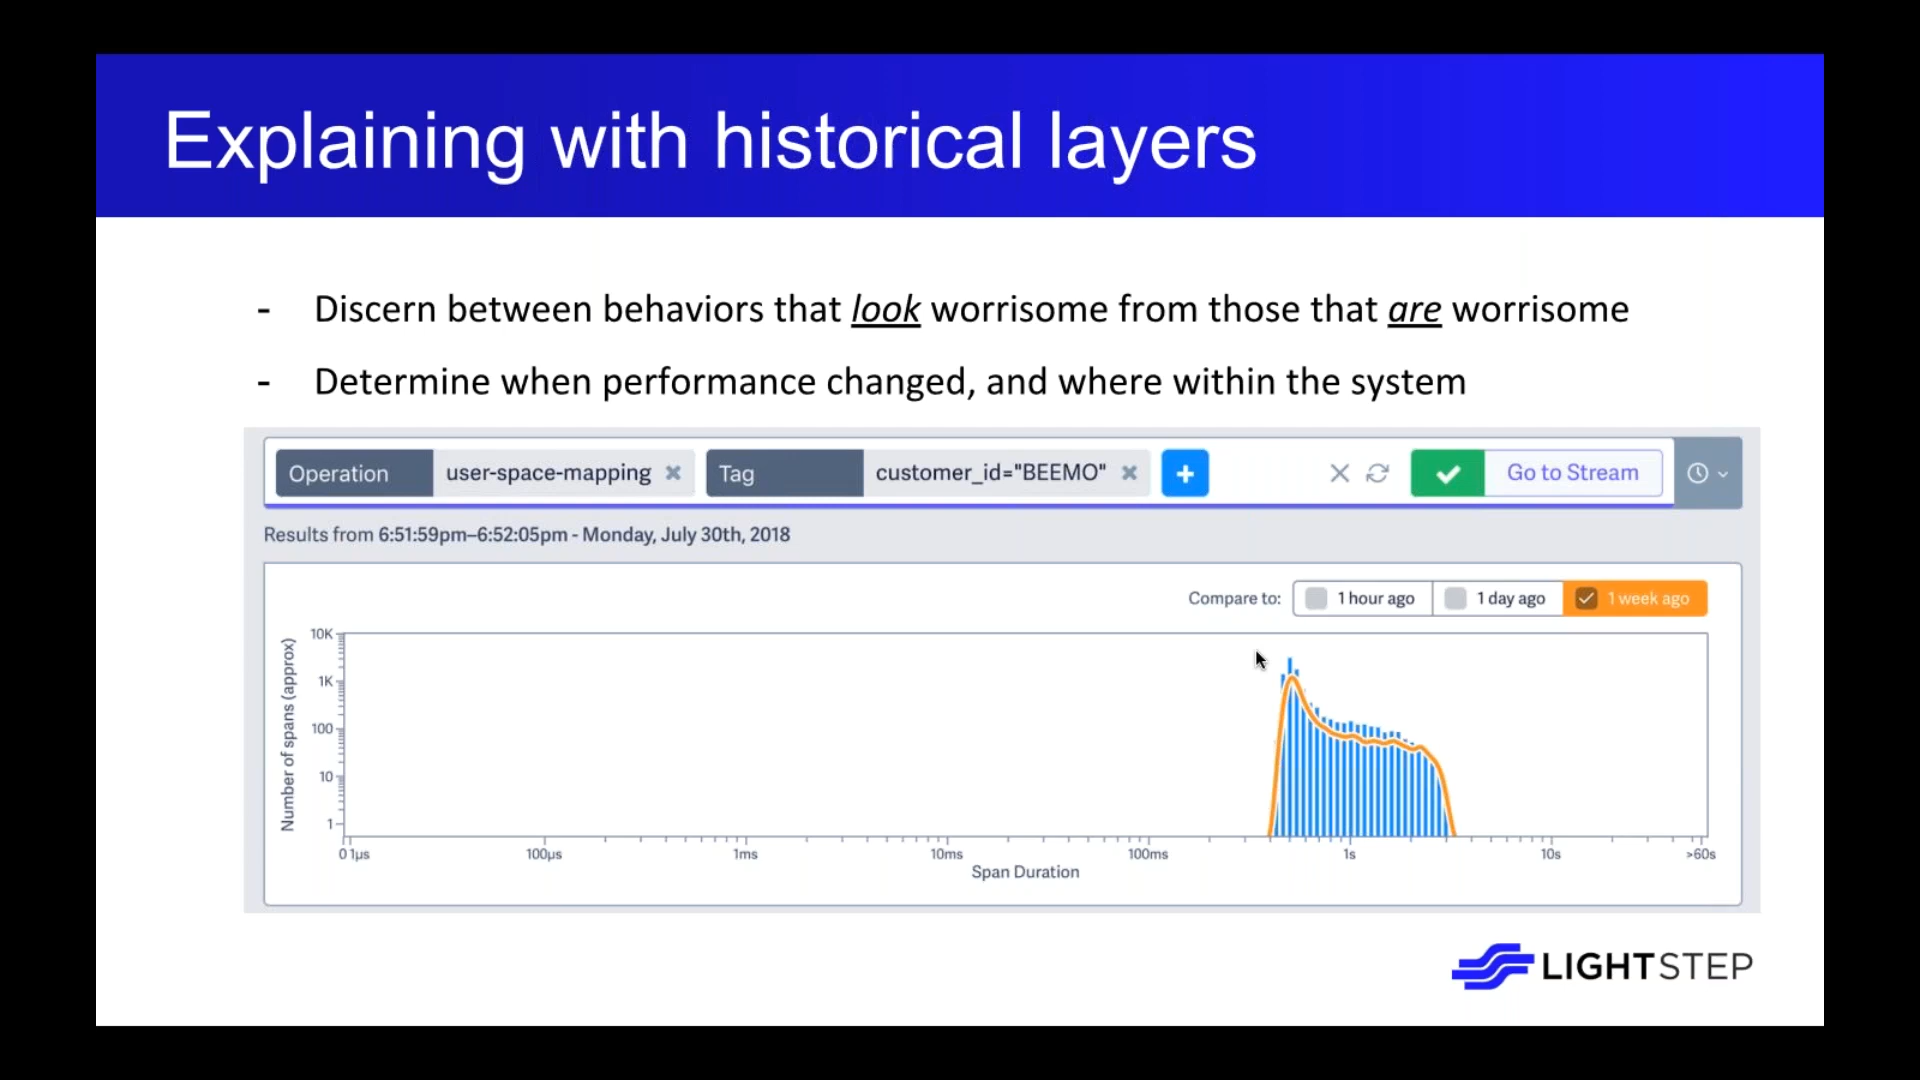 Explaining with historical layers
- Discern between behaviors that look worrisome from those that are worrisome
- Determine when performance changed, and where within the system
Operation user-space-mapping Tag customer_id="BEEMO" Go to Stream
Results from 6:51:59pm–6:52:05pm - Monday, July 30th, 2018
Compare to: 1 hour ago 1 day ago 1 week ago
Number of spans (approx)
10K
1K
100
10
1
0 1µs 100µs 1ms 10ms 100ms 1s 10s >60s
Span Duration
LIGHTSTEP